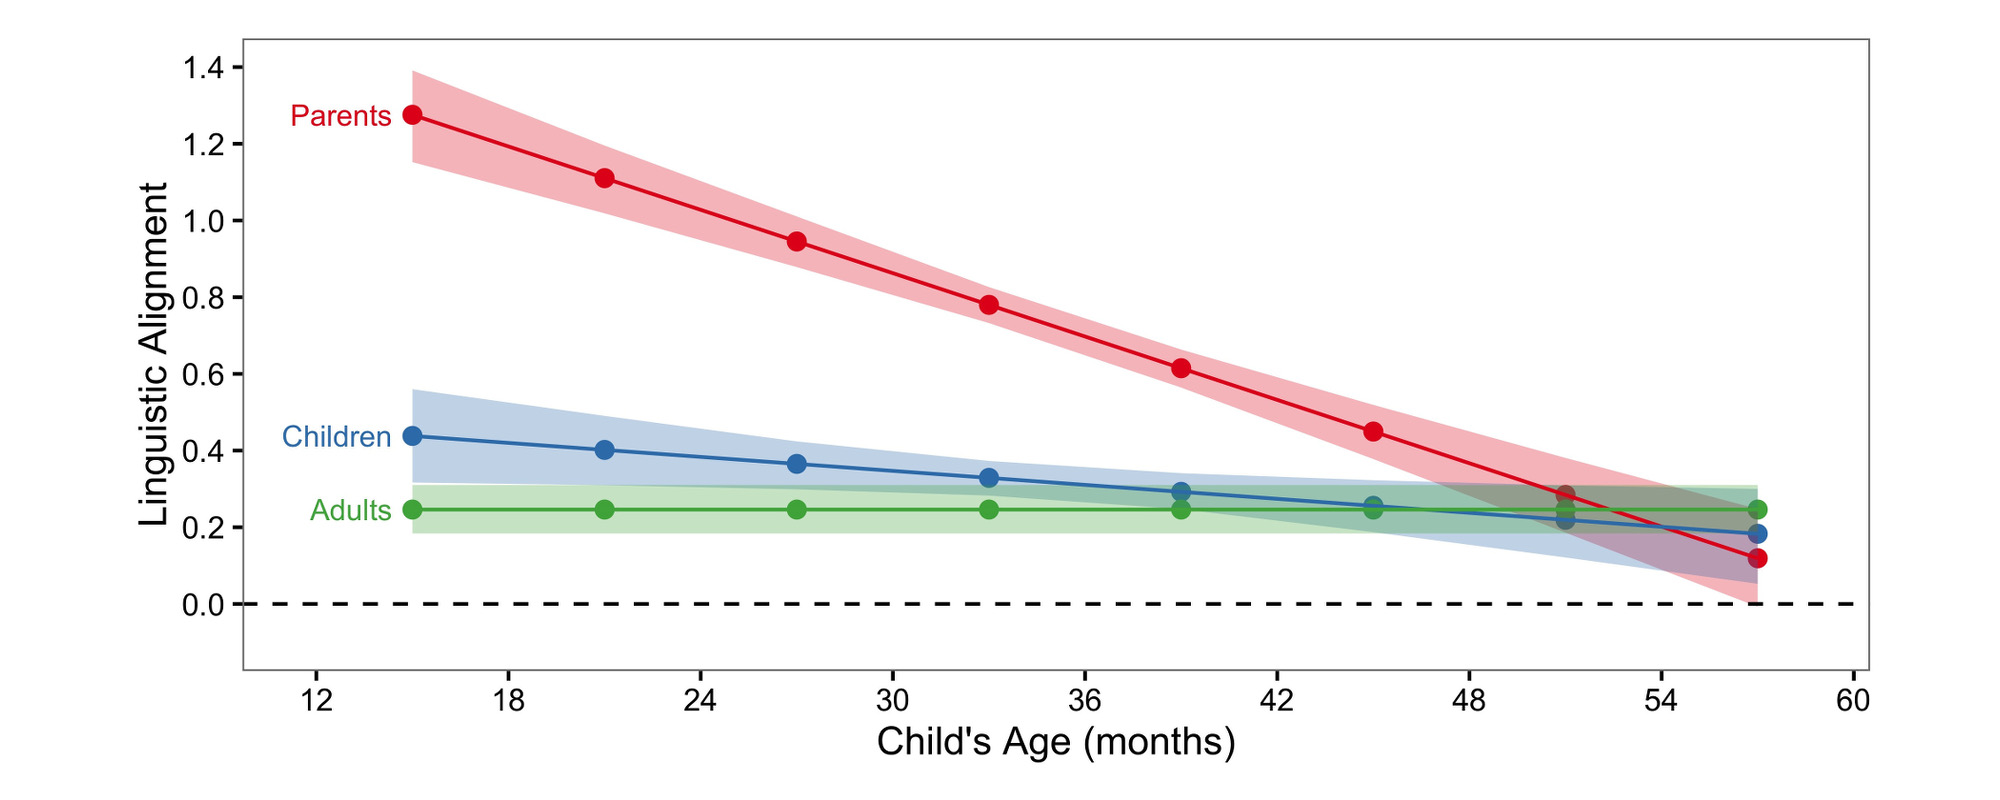 1.4
1.2
1.0
0.8
0.6
0.4
0.2
0.0
Linguistic Alignment
Parents
Children
Adults
12 18 24 30 36 42 48 54 60
Child's Age (months)